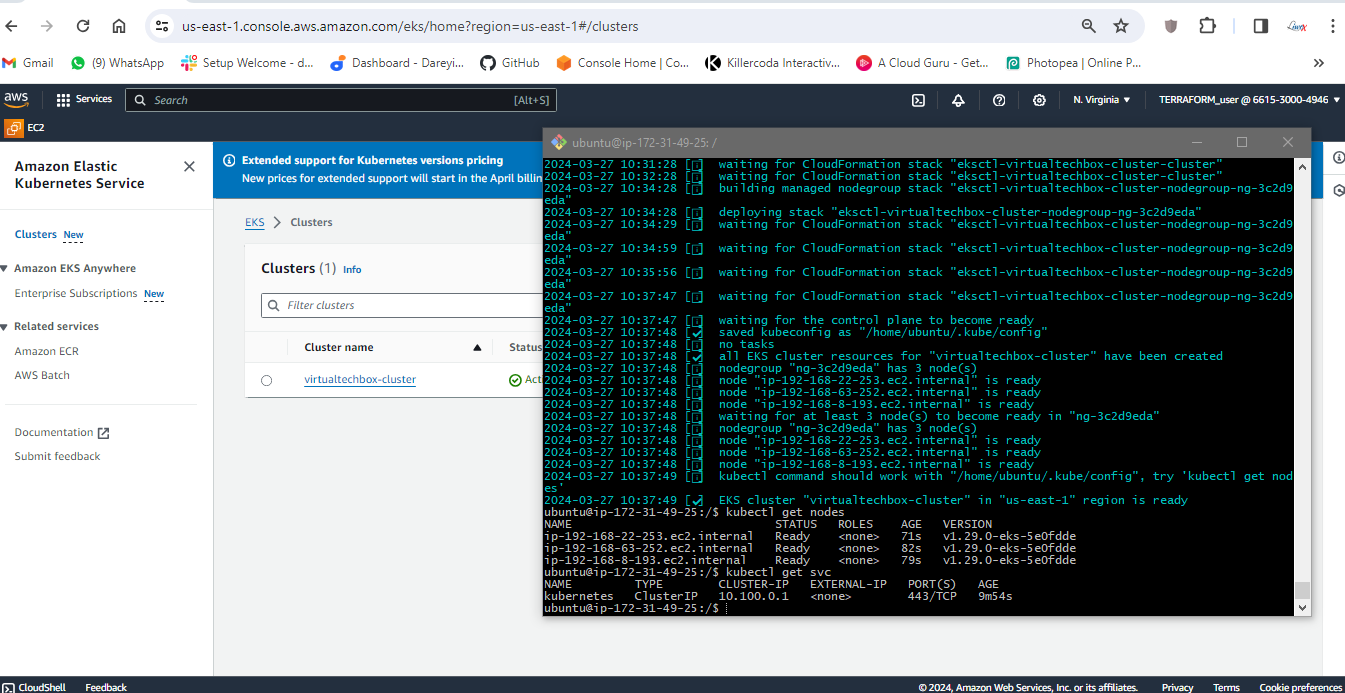 us-east-1.console.aws.amazon.com/eks/home?region=us-east-1#/clusters
Gmail
(9) WhatsApp
Setup Welcome - d...
Dashboard - Dareyi...
GitHub
Console Home | Co...
Killercoda Interactiv...
A Cloud Guru - Get...
Photopea | Online P...
aws
Services
Search
[Alt+S]
N. Virginia
TERRAFORM_user @ 6615-3000-4946
EC2
Amazon Elastic
Kubernetes Service
Clusters New
Amazon EKS Anywhere
Enterprise Subscriptions New
Related services
Amazon ECR
AWS Batch
Documentation
Submit feedback
Extended support for Kubernetes versions pricing
New prices for extended support will start in the April billin
EKS > Clusters
Clusters (1) Info
Filter clusters
Cluster name
Status
virtualtechbox-cluster
Acti
ubuntu@ip-172-31-49-25: /
2024-03-27 10:31:28 [i] waiting for CloudFormation stack "eksctl-virtualtechbox-cluster-cluster"
2024-03-27 10:32:28 [i] waiting for CloudFormation stack "eksctl-virtualtechbox-cluster-cluster"
2024-03-27 10:34:28 [i] building managed nodegroup stack "eksctl-virtualtechbox-cluster-nodegroup-ng-3c2d9
eda"
2024-03-27 10:34:28 [i] deploying stack "eksctl-virtualtechbox-cluster-nodegroup-ng-3c2d9eda"
2024-03-27 10:34:29 [i] waiting for CloudFormation stack "eksctl-virtualtechbox-cluster-nodegroup-ng-3c2d9
eda"
2024-03-27 10:34:59 [i] waiting for CloudFormation stack "eksctl-virtualtechbox-cluster-nodegroup-ng-3c2d9
eda"
2024-03-27 10:35:56 [i] waiting for CloudFormation stack "eksctl-virtualtechbox-cluster-nodegroup-ng-3c2d9
eda"
2024-03-27 10:37:47 [i] waiting for CloudFormation stack "eksctl-virtualtechbox-cluster-nodegroup-ng-3c2d9
eda"
2024-03-27 10:37:47 [i] waiting for the control plane to become ready
2024-03-27 10:37:48 [✔] saved kubeconfig as "/home/ubuntu/.kube/config"
2024-03-27 10:37:48 [i] no tasks
2024-03-27 10:37:48 [✔] all EKS cluster resources for "virtualtechbox-cluster" have been created
2024-03-27 10:37:48 [i] nodegroup "ng-3c2d9eda" has 3 node(s)
2024-03-27 10:37:48 [i] node "ip-192-168-22-253.ec2.internal" is ready
2024-03-27 10:37:48 [i] node "ip-192-168-63-252.ec2.internal" is ready
2024-03-27 10:37:48 [i] node "ip-192-168-8-193.ec2.internal" is ready
2024-03-27 10:37:48 [i] waiting for at least 3 node(s) to become ready in "ng-3c2d9eda"
2024-03-27 10:37:48 [i] nodegroup "ng-3c2d9eda" has 3 node(s)
2024-03-27 10:37:48 [i] node "ip-192-168-22-253.ec2.internal" is ready
2024-03-27 10:37:48 [i] node "ip-192-168-63-252.ec2.internal" is ready
2024-03-27 10:37:48 [i] node "ip-192-168-8-193.ec2.internal" is ready
2024-03-27 10:37:49 [i] kubectl command should work with "/home/ubuntu/.kube/config", try 'kubectl get nod
es'
2024-03-27 10:37:49 [✔] EKS cluster "virtualtechbox-cluster" in "us-east-1" region is ready
ubuntu@ip-172-31-49-25:/$ kubectl get nodes
NAME STATUS ROLES AGE VERSION
ip-192-168-22-253.ec2.internal Ready <none> 71s v1.29.0-eks-5e0fdde
ip-192-168-63-252.ec2.internal Ready <none> 82s v1.29.0-eks-5e0fdde
ip-192-168-8-193.ec2.internal Ready <none> 79s v1.29.0-eks-5e0fdde
ubuntu@ip-172-31-49-25:/$ kubectl get svc
NAME TYPE CLUSTER-IP EXTERNAL-IP PORT(S) AGE
kubernetes ClusterIP 10.100.0.1 <none> 443/TCP 9m54s
ubuntu@ip-172-31-49-25:/$
CloudShell
Feedback
© 2024, Amazon Web Services, Inc. or its affiliates.
Privacy
Terms
Cookie preferences